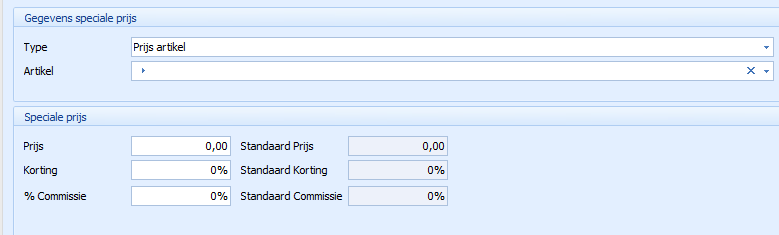 Gegevens speciale prijs
Type Prijs artikel
Artikel
Speciale prijs
Prijs 0,00 Standaard Prijs 0,00
Korting 0% Standaard Korting 0%
% Commissie 0% Standaard Commissie 0%